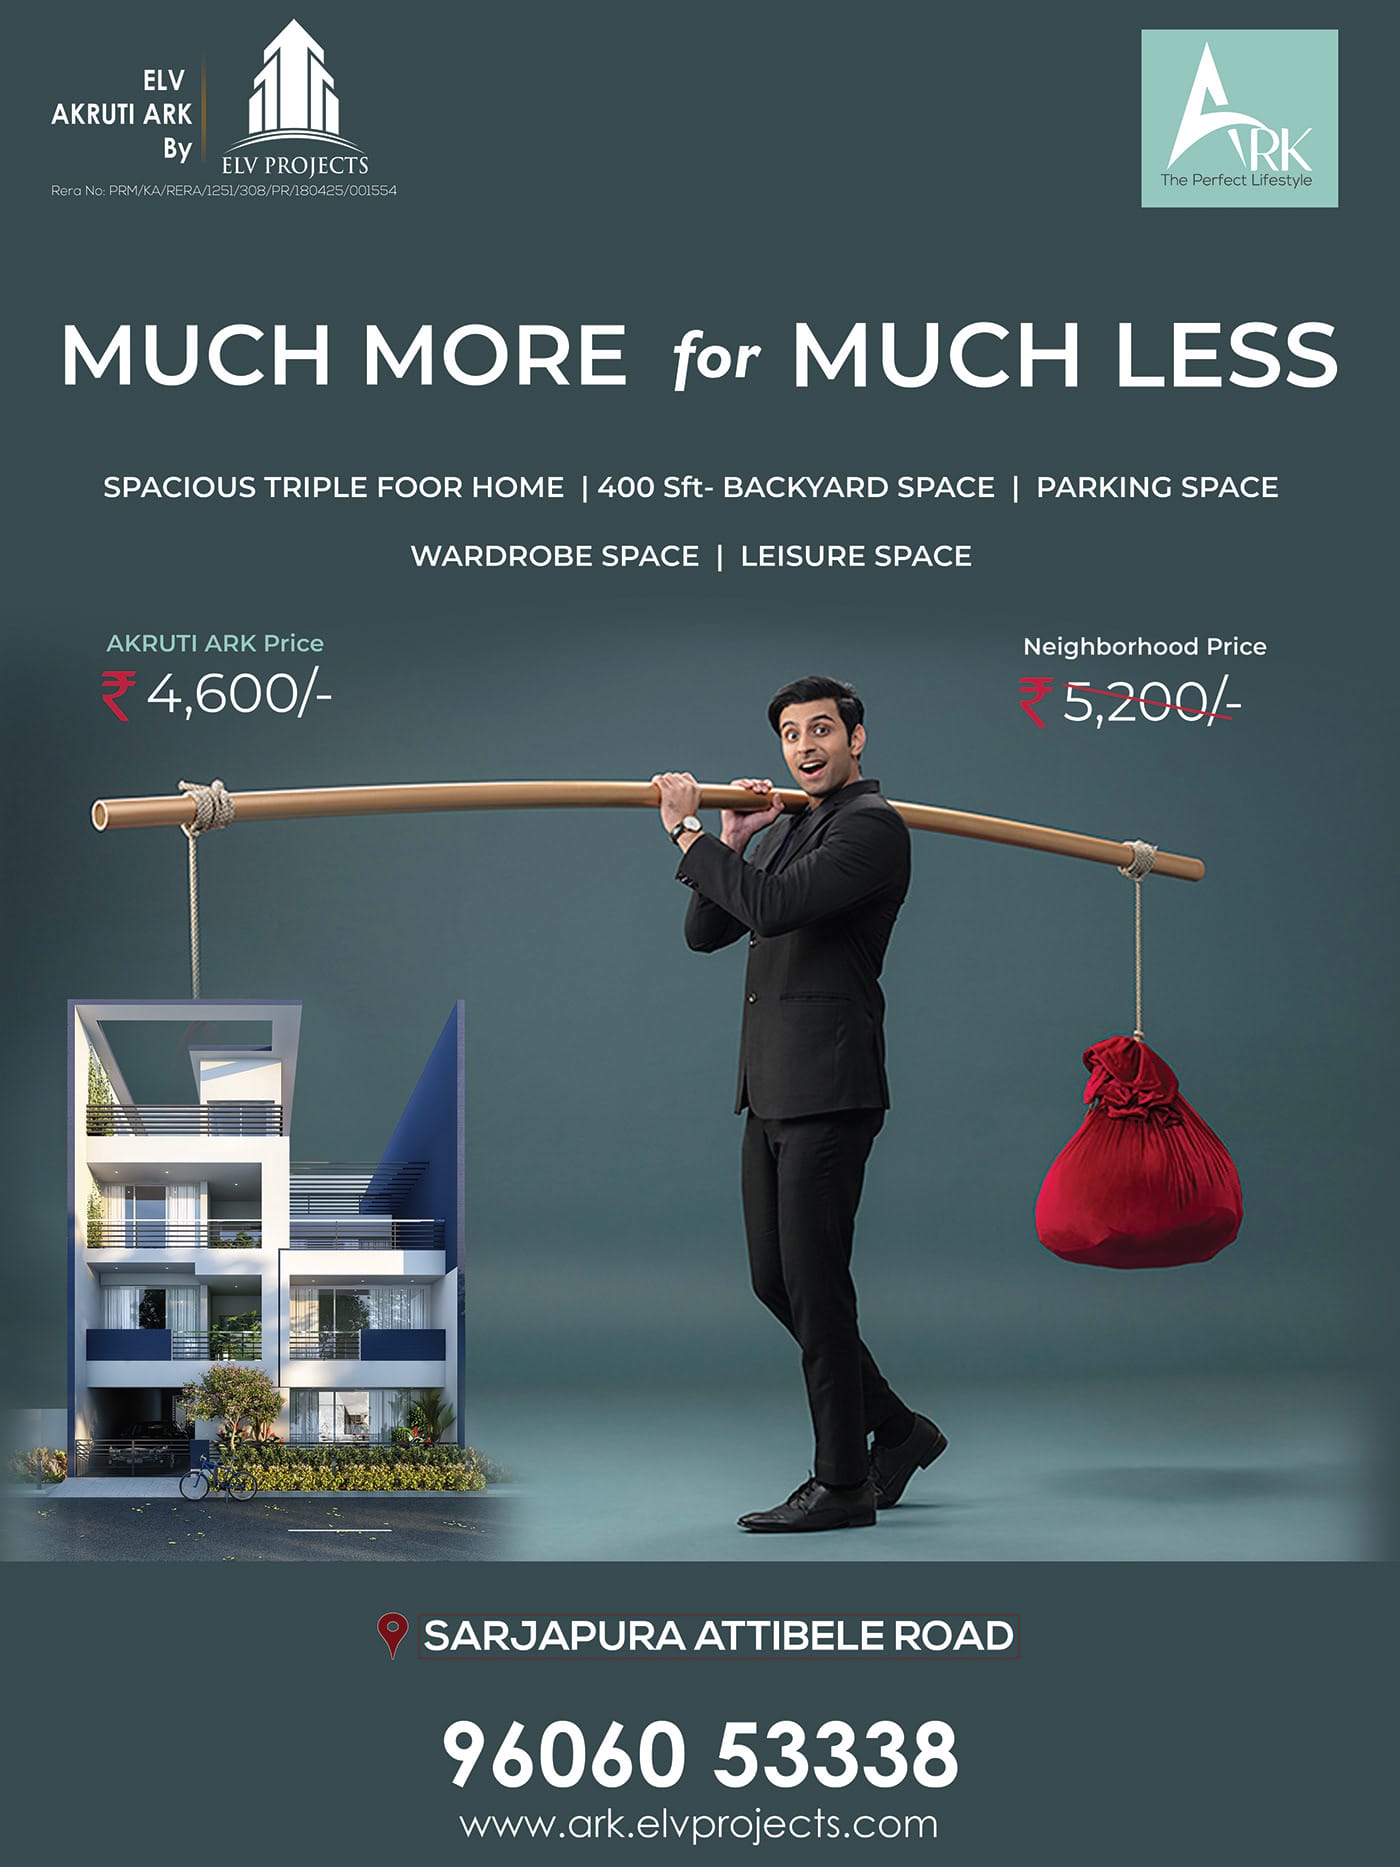 ELV
AKRUTI ARK
By
ELV PROJECTS
Rera No: PRM/KA/RERA/1251/308/PR/180425/001554
ARK
The Perfect Lifestyle
MUCH MORE for MUCH LESS
SPACIOUS TRIPLE FOOR HOME | 400 Sft- BACKYARD SPACE | PARKING SPACE
WARDROBE SPACE | LEISURE SPACE
AKRUTI ARK Price
₹ 4,600/-
Neighborhood Price
₹ 5,200/-
SARJAPURA ATTIBELE ROAD
96060 53338
www.ark.elvprojects.com